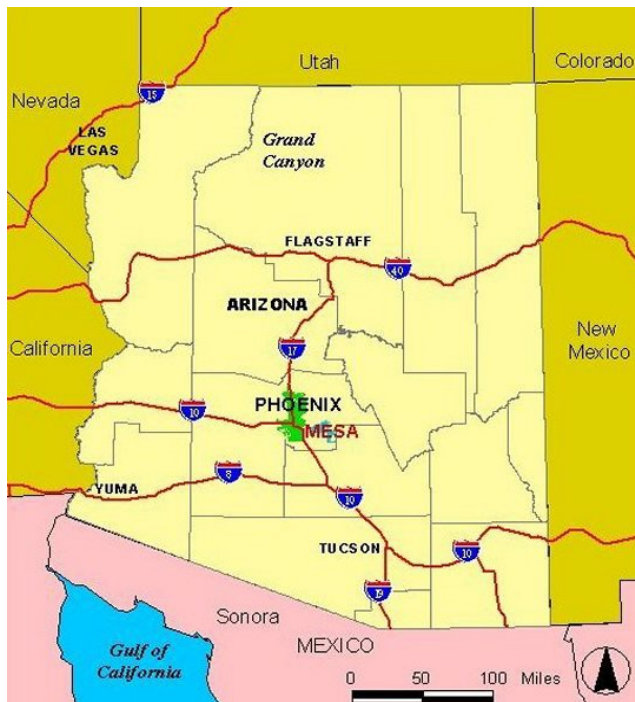 Utah
Colorado
15
Nevada
LAS
VEGAS
Grand
Canyon
FLAGSTAFF
40
ARIZONA
New
Mexico
California
17
PHOENIX
10
MESA
8
YUMA
10
TUCSON
10
19
Sonora
MEXICO
Gulf of
California
0 50 100 Miles